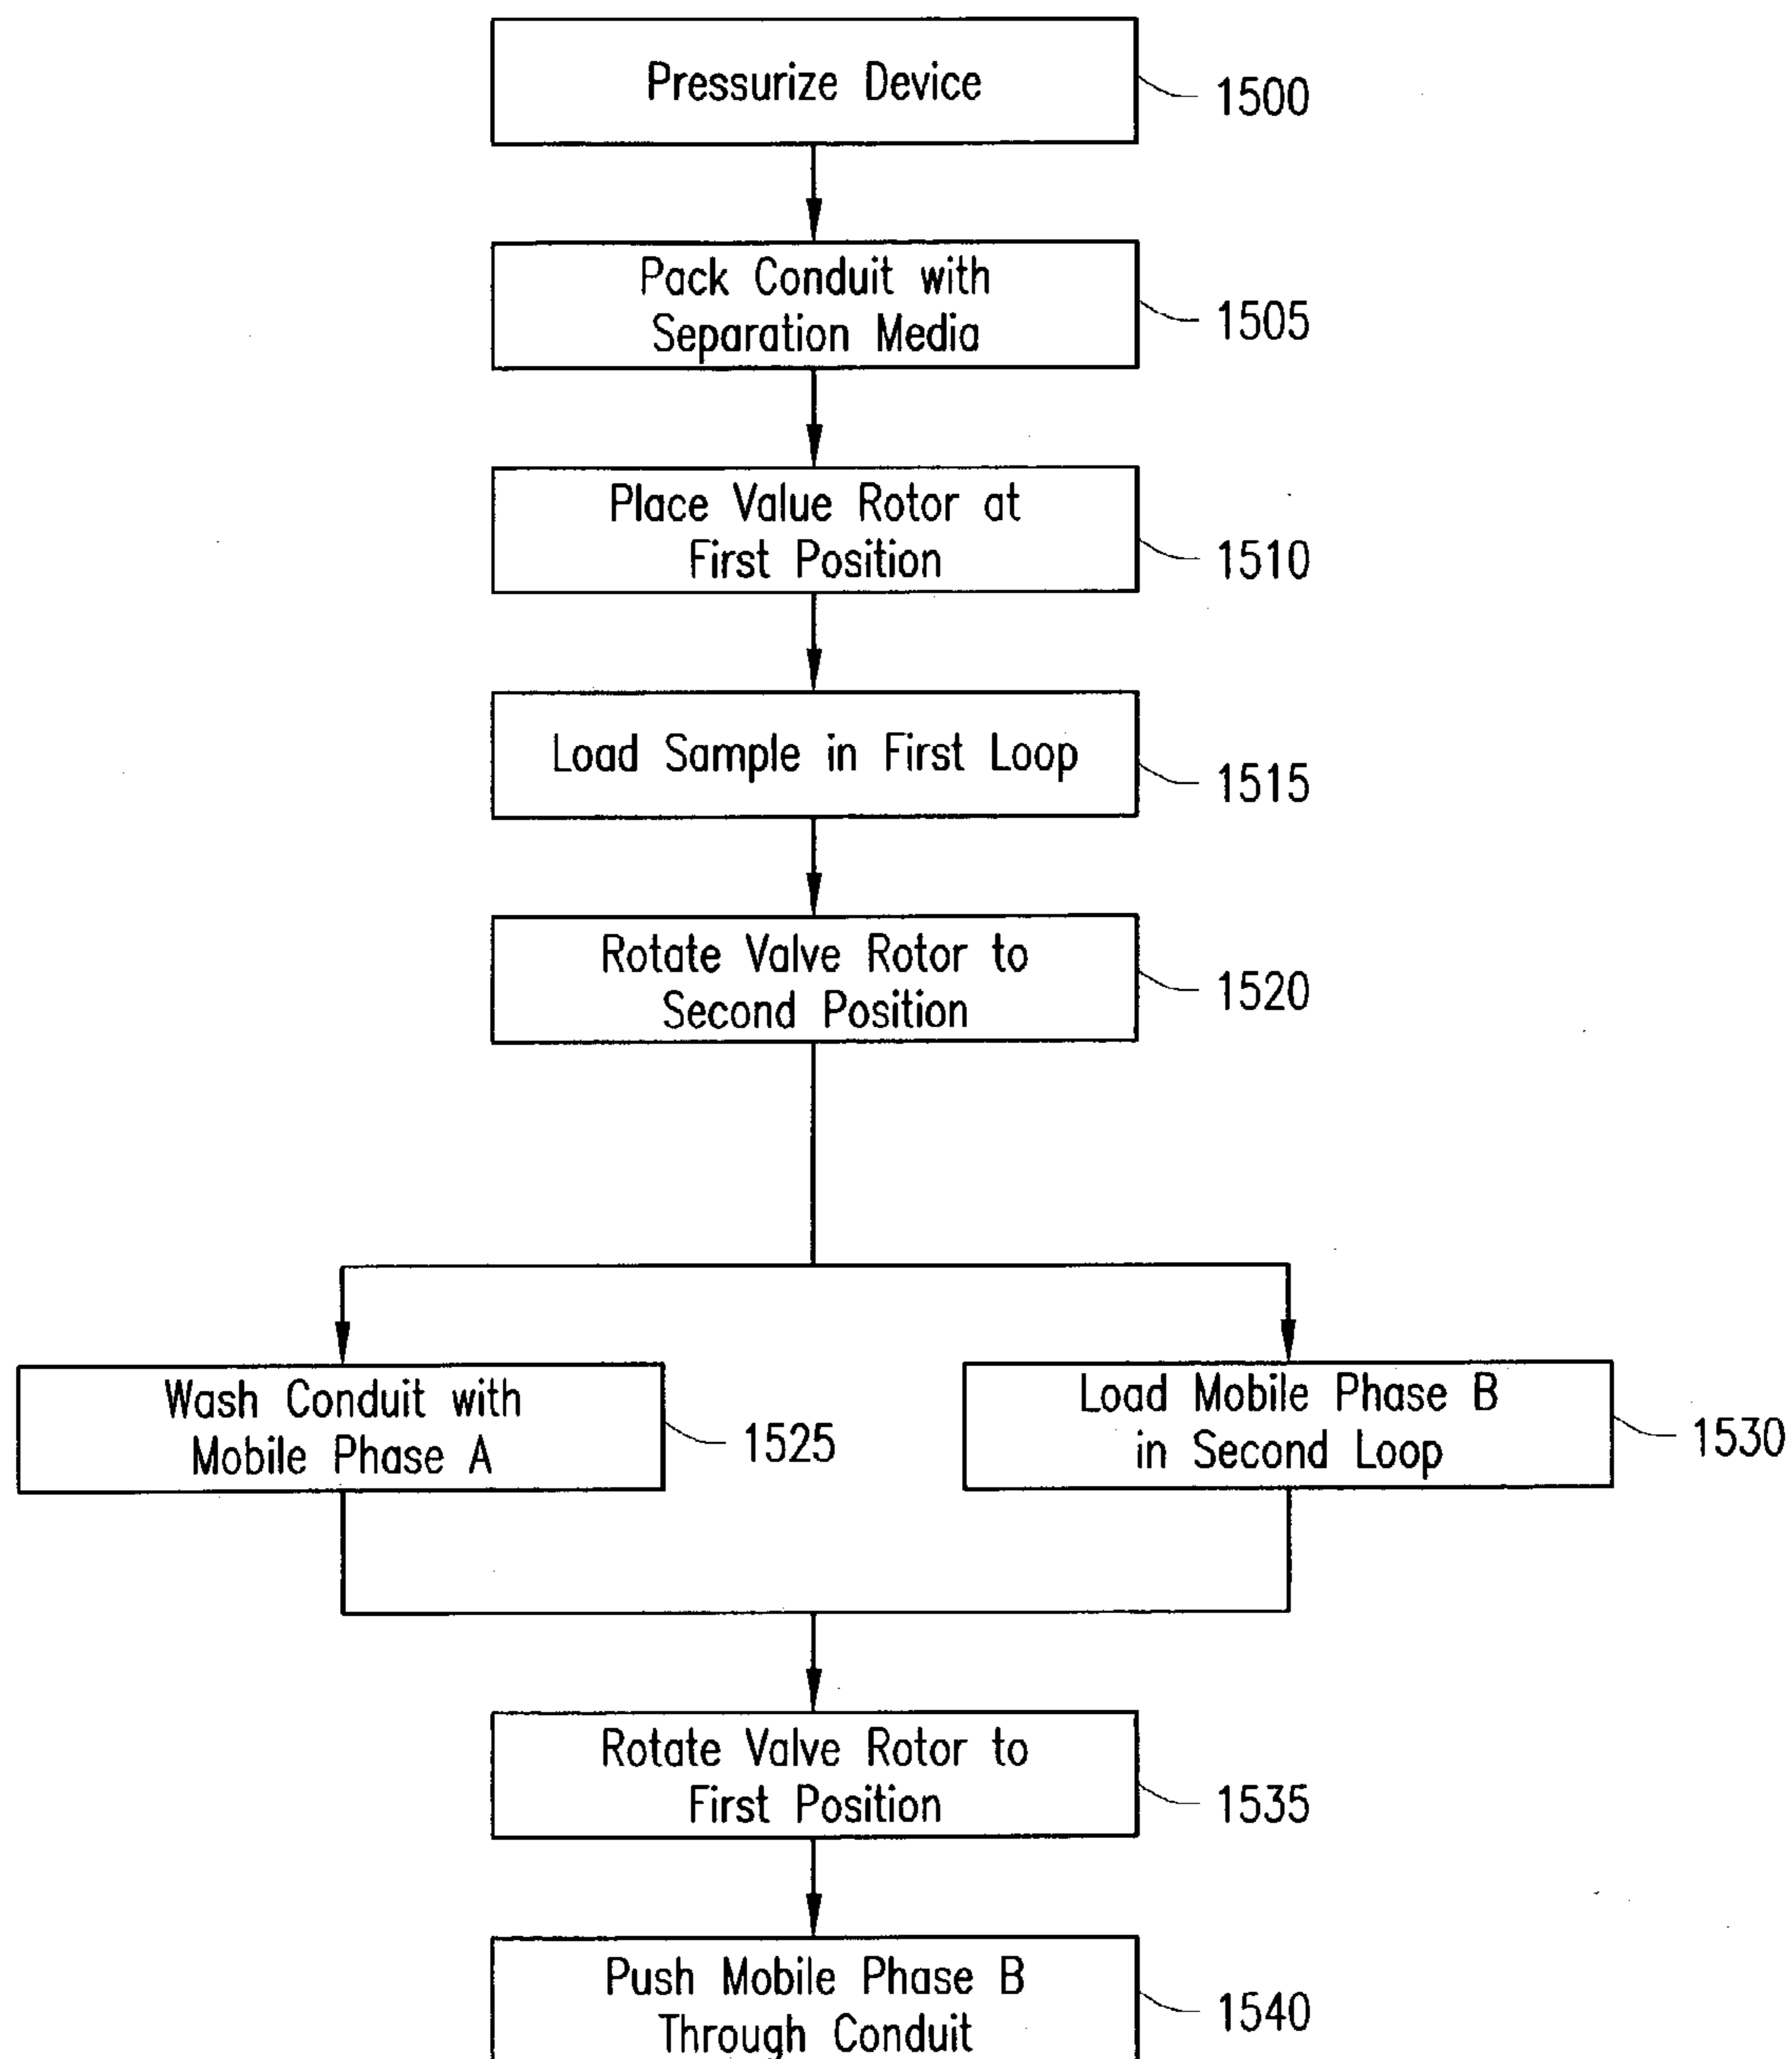 Pressurize Device
1500
Pack Conduit with
Separation Media
1505
Place Value Rotor at
First Position
1510
Load Sample in First Loop
1515
Rotate Valve Rotor to
Second Position
1520
Wash Conduit with
Mobile Phase A
1525
Load Mobile Phase B
in Second Loop
1530
Rotate Valve Rotor to
First Position
1535
Push Mobile Phase B
Through Conduit
1540